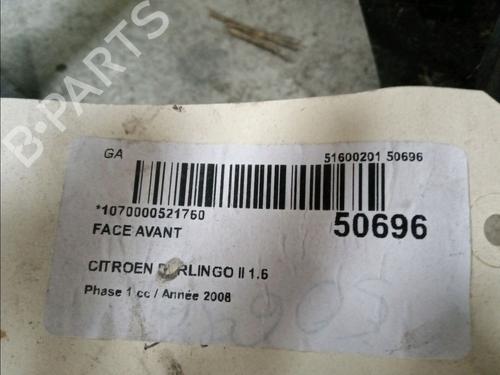 B-PARTS
GA
51600201 50696
*1070000521760
50696
FACE AVANT
CITROEN BERLINGO II 1.6
Phase 1 cc / Année 2008